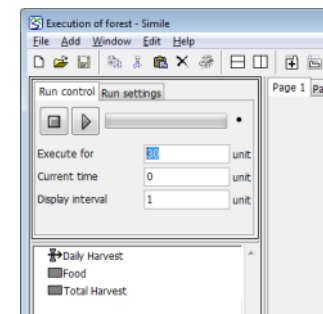 Execution of forest - Simile
File Add Window Edit Help
Run control Run settings
Page 1
Execute for 30 unit
Current time 0 unit
Display interval 1 unit
Daily Harvest
Food
Total Harvest